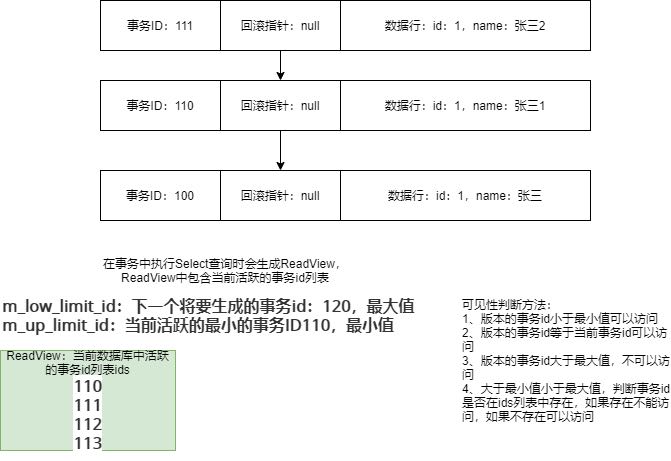 事务ID：111
回滚指针：null
数据行：id：1，name：张三2
事务ID：110
回滚指针：null
数据行：id：1，name：张三1
事务ID：100
回滚指针：null
数据行：id：1，name：张三
在事务中执行Select查询时会生成ReadView，
ReadView中包含当前活跃的事务id列表
m_low_limit_id：下一个将要生成的事务id：120，最大值
m_up_limit_id：当前活跃的最小的事务ID110，最小值
ReadView：当前数据库中活跃
的事务id列表ids
110
111
112
113
可见性判断方法：
1、版本的事务id小于最小值可以访问
2、版本的事务id等于当前事务id可以访
问
3、版本的事务id大于最大值，不可以访
问
4、大于最小值小于最大值，判断事务id
是否在ids列表中存在，如果存在不能访
问，如果不存在可以访问